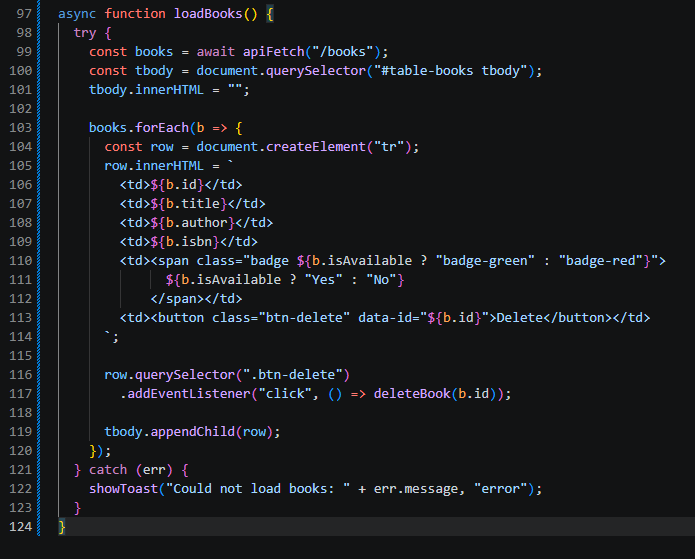 97 async function loadBooks() {
98 try {
99 const books = await apiFetch("/books");
100 const tbody = document.querySelector("#table-books tbody");
101 tbody.innerHTML = "";
102
103 books.forEach(b => {
104 const row = document.createElement("tr");
105 row.innerHTML = `
106 <td>${b.id}</td>
107 <td>${b.title}</td>
108 <td>${b.author}</td>
109 <td>${b.isbn}</td>
110 <td><span class="badge ${b.isAvailable ? "badge-green" : "badge-red"}">
111 ${b.isAvailable ? "Yes" : "No"}
112 </span></td>
113 <td><button class="btn-delete" data-id="${b.id}">Delete</button></td>
114 `;
115
116 row.querySelector(".btn-delete")
117 .addEventListener("click", () => deleteBook(b.id));
118
119 tbody.appendChild(row);
120 });
121 } catch (err) {
122 showToast("Could not load books: " + err.message, "error");
123 }
124 }